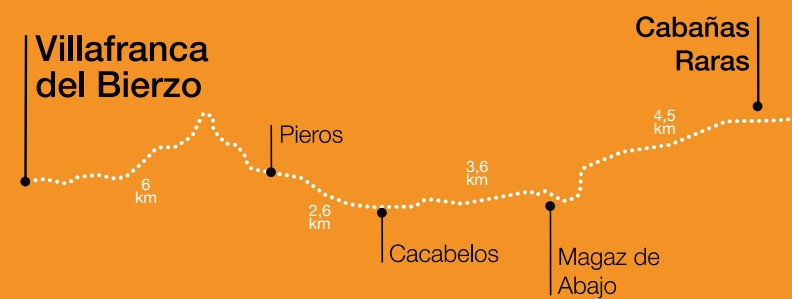 Villafranca
del Bierzo
6
km
Pieros
2,6
km
Cacabelos
3,6
km
Magaz de
Abajo
4,5
km
Cabañas
Raras